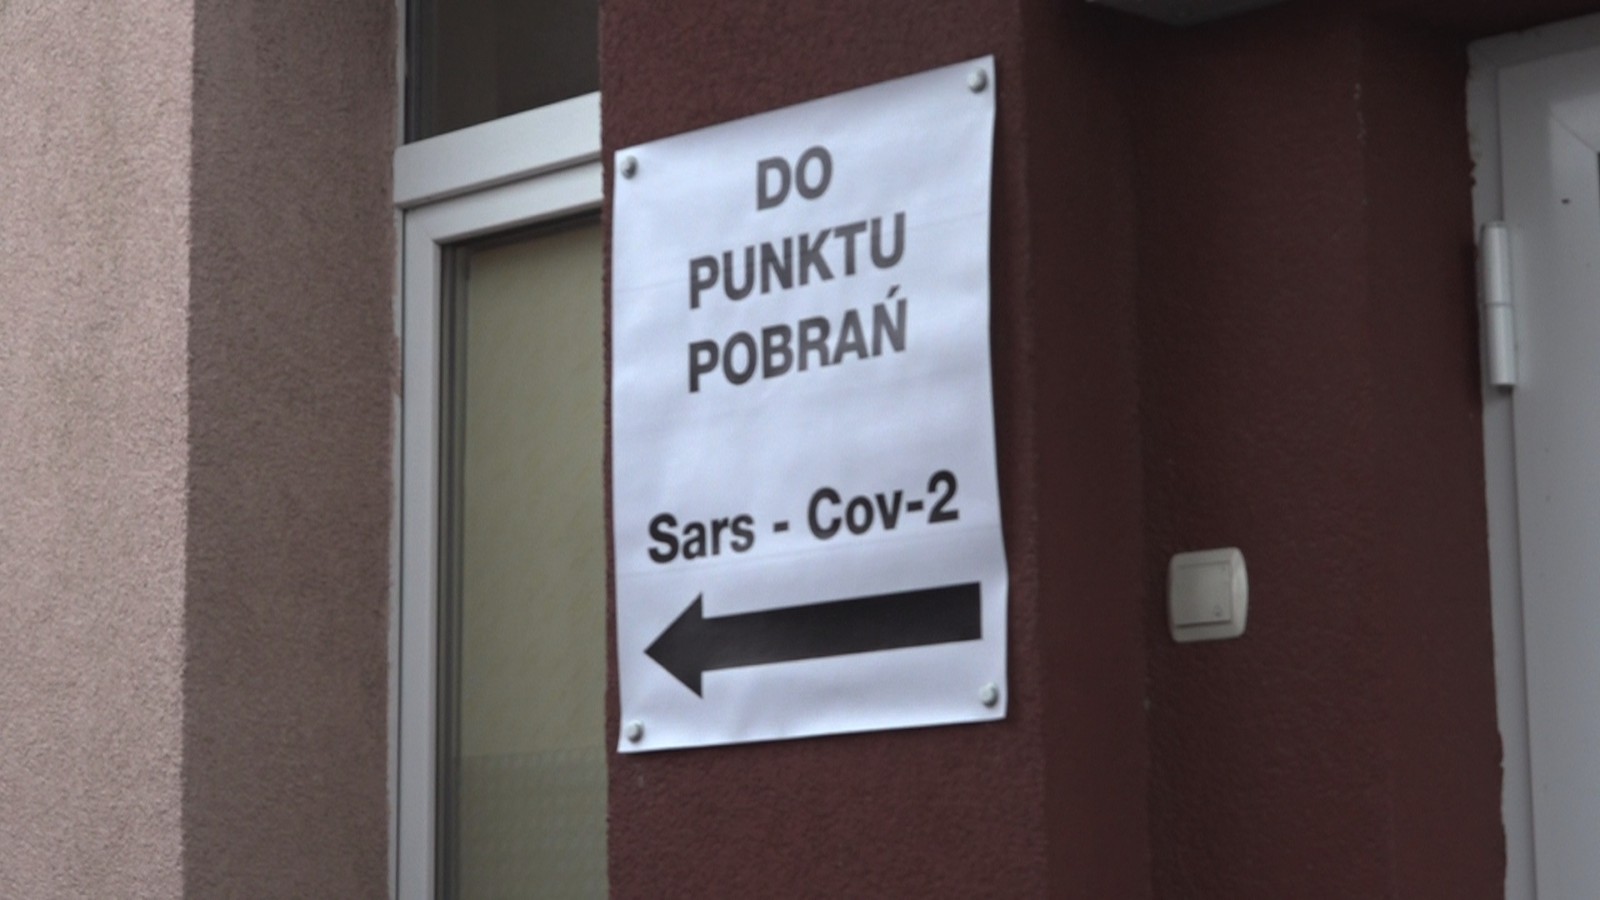 DO
PUNKTU
POBRAŃ
Sars - Cov-2